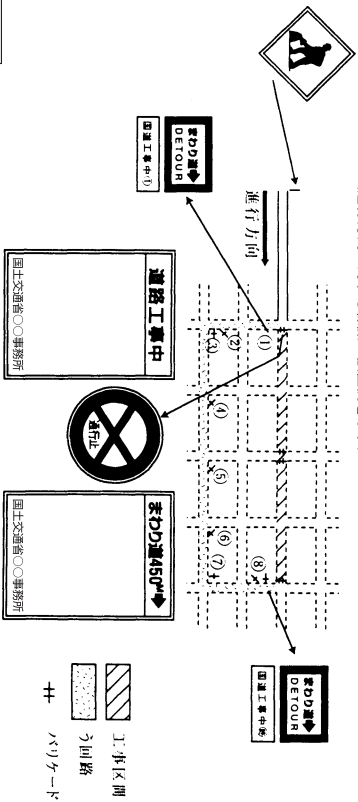 進行方向
まわり道
DETOUR
国道工事中①
①
②
③
④
⑤
⑥
⑦
⑧
道路工事中
国土交通省○○事務所
通行止
まわり道450m
国土交通省○○事務所
まわり道
DETOUR
工事区間
う回路
バリケード